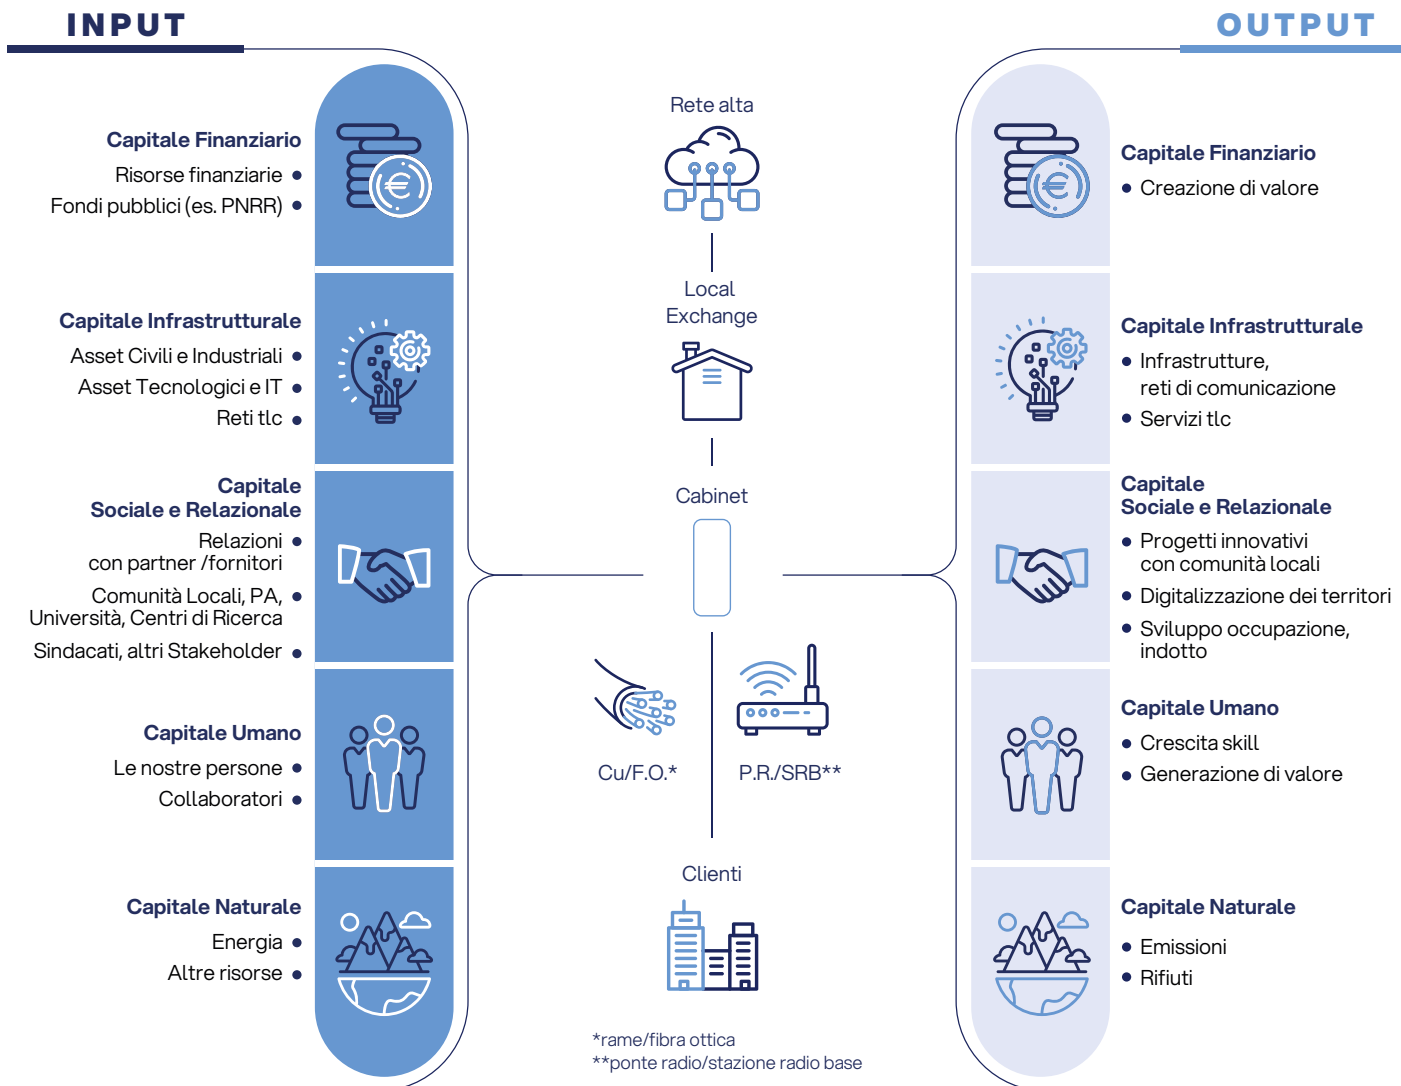 INPUT
Capitale Finanziario
Risorse finanziarie
Fondi pubblici (es. PNRR)
Capitale Infrastrutturale
Asset Civili e Industriali
Asset Tecnologici e IT
Reti tlc
Capitale
Sociale e Relazionale
Relazioni
con partner /fornitori
Comunità Locali, PA,
Università, Centri di Ricerca
Sindacati, altri Stakeholder
Capitale Umano
Le nostre persone
Collaboratori
Capitale Naturale
Energia
Altre risorse
Rete alta
Local
Exchange
Cabinet
Cu/F.O.*
P.R./SRB**
Clienti
*rame/fibra ottica
**ponte radio/stazione radio base
OUTPUT
Capitale Finanziario
Creazione di valore
Capitale Infrastrutturale
Infrastrutture,
reti di comunicazione
Servizi tlc
Capitale
Sociale e Relazionale
Progetti innovativi
con comunità locali
Digitalizzazione dei territori
Sviluppo occupazione,
indotto
Capitale Umano
Crescita skill
Generazione di valore
Capitale Naturale
Emissioni
Rifiuti